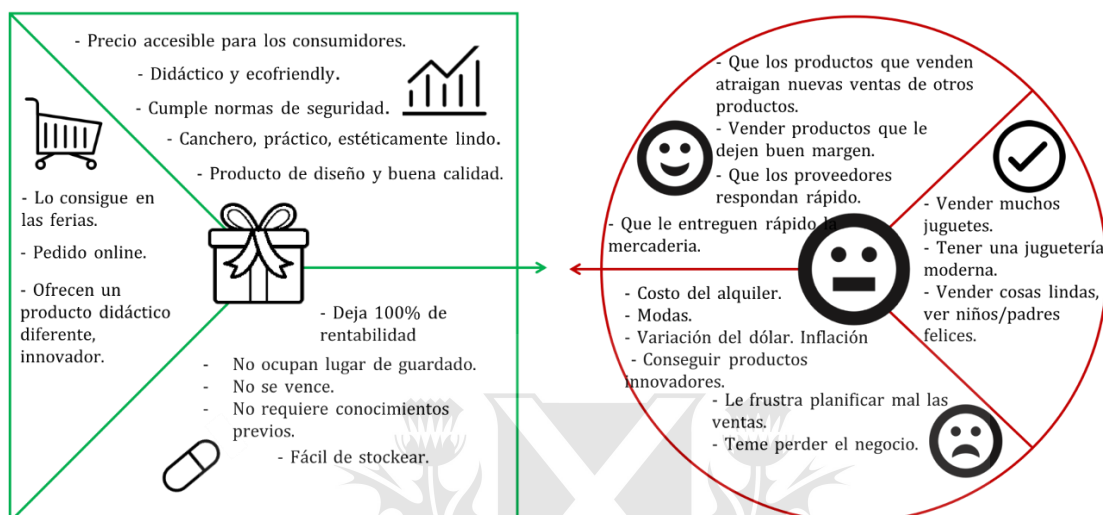 - Precio accesible para los consumidores.
- Didáctico y ecofriendly.
- Cumple normas de seguridad.
- Canchero, práctico, estéticamente lindo.
- Producto de diseño y buena calidad.
- Lo consigue en
las ferias.
- Pedido online.
- Ofrecen un
producto didáctico
diferente,
innovador.
- Deja 100% de
rentabilidad
- No ocupan lugar de guardado.
- No se vence.
- No requiere conocimientos
previos.
- Fácil de stockear.
- Que los productos que venden
atraigan nuevas ventas de otros
productos.
- Vender productos que le
dejen buen margen.
- Que los proveedores
respondan rápido.
- Que le entreguen rápido la
mercaderia.
- Vender muchos
juguetes.
- Tener una juguetería
moderna.
- Vender cosas lindas,
ver niños/padres
felices.
- Costo del alquiler.
- Modas.
- Variación del dólar. Inflación
- Conseguir productos
innovadores.
- Le frustra planificar mal las
ventas.
- Teme perder el negocio.